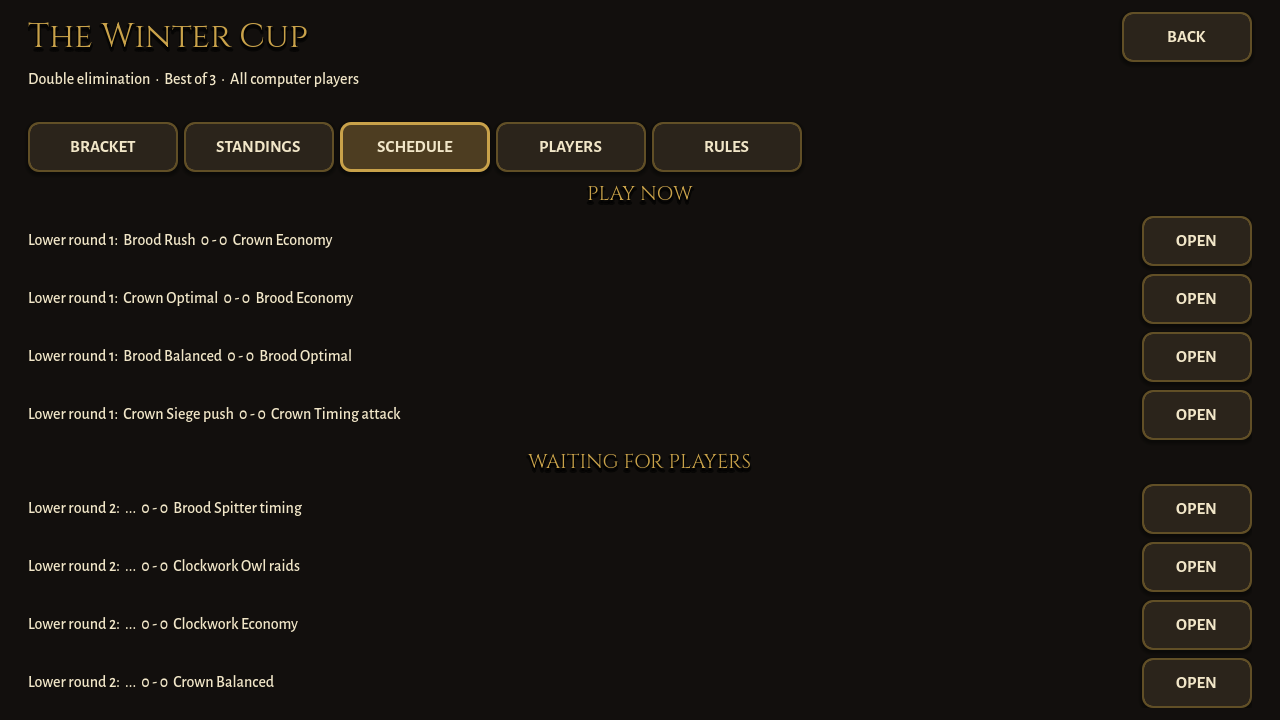 The Winter Cup
BACK
Double elimination · Best of 3 · All computer players
BRACKET STANDINGS SCHEDULE PLAYERS RULES
PLAY NOW
Lower round 1: Brood Rush 0 - 0 Crown Economy OPEN
Lower round 1: Crown Optimal 0 - 0 Brood Economy OPEN
Lower round 1: Brood Balanced 0 - 0 Brood Optimal OPEN
Lower round 1: Crown Siege push 0 - 0 Crown Timing attack OPEN
WAITING FOR PLAYERS
Lower round 2: ... 0 - 0 Brood Spitter timing OPEN
Lower round 2: ... 0 - 0 Clockwork Owl raids OPEN
Lower round 2: ... 0 - 0 Clockwork Economy OPEN
Lower round 2: ... 0 - 0 Crown Balanced OPEN